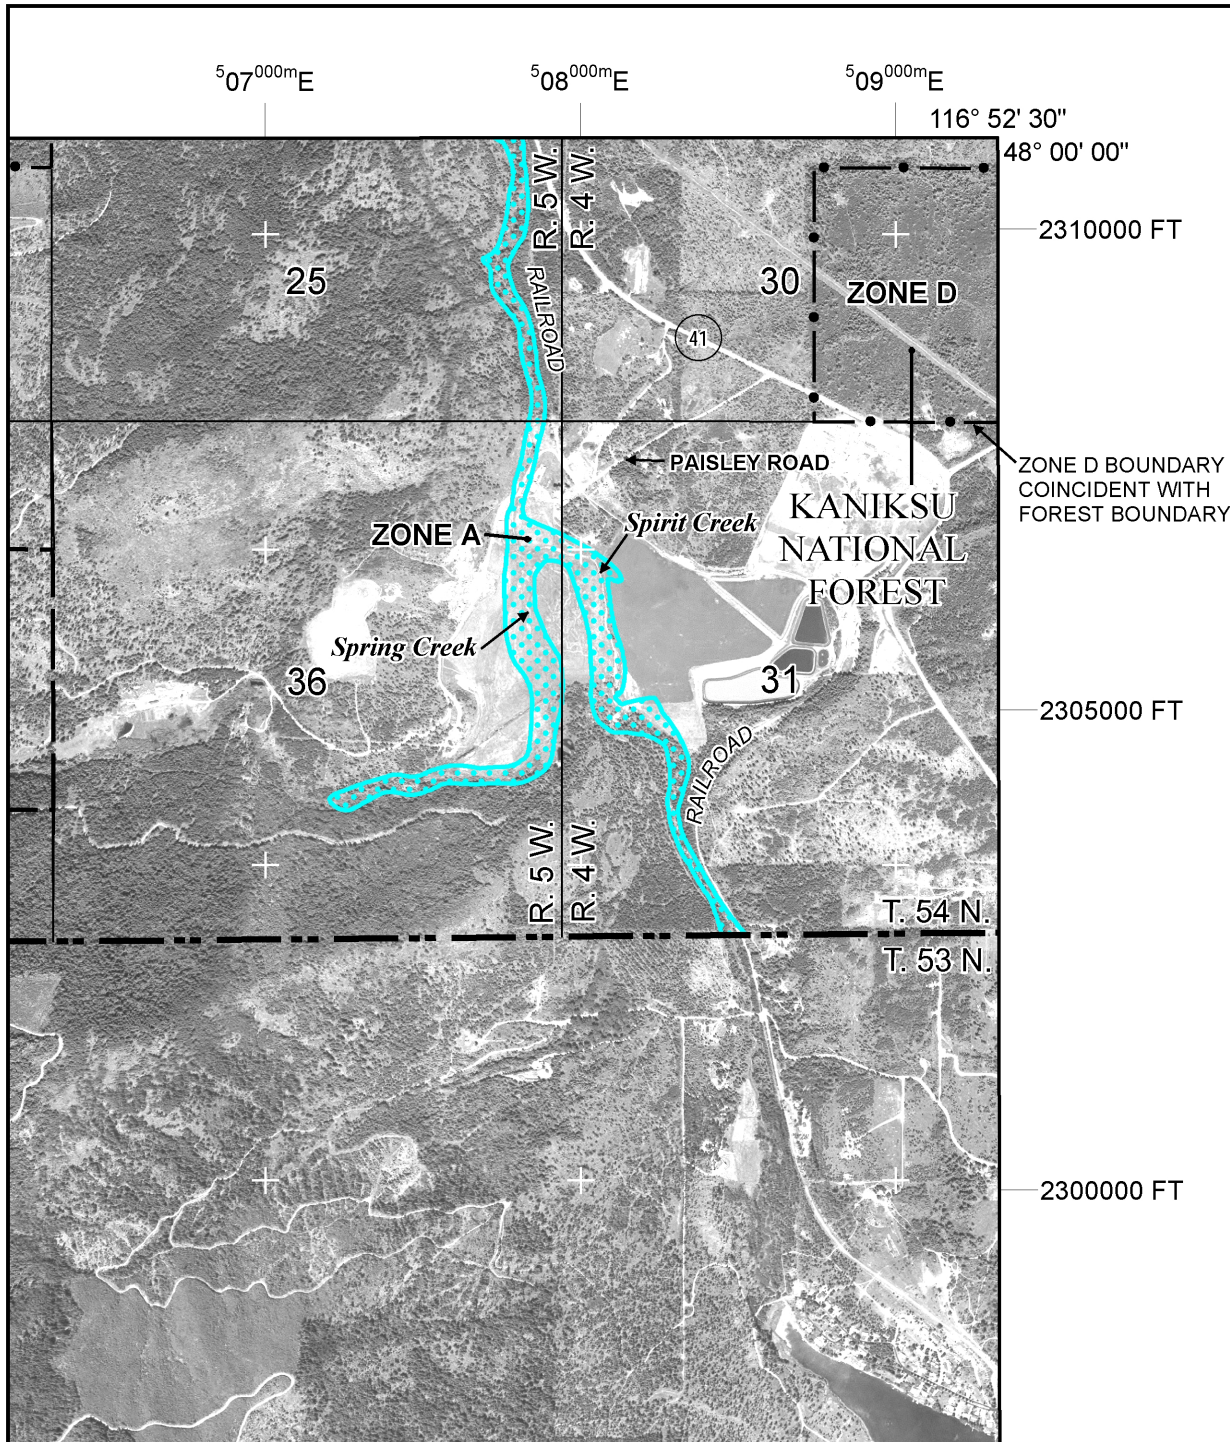 507000mE
508000mE
509000mE
116° 52' 30"
48° 00' 00"
R. 5 W.
R. 4 W.
2310000 FT
25
RAILROAD
30
ZONE D
41
PAISLEY ROAD
ZONE D BOUNDARY
COINCIDENT WITH
FOREST BOUNDARY
KANIKSU
NATIONAL
FOREST
ZONE A
Spirit Creek
Spring Creek
36
31
2305000 FT
RAILROAD
R. 5 W.
R. 4 W.
T. 54 N.
T. 53 N.
2300000 FT